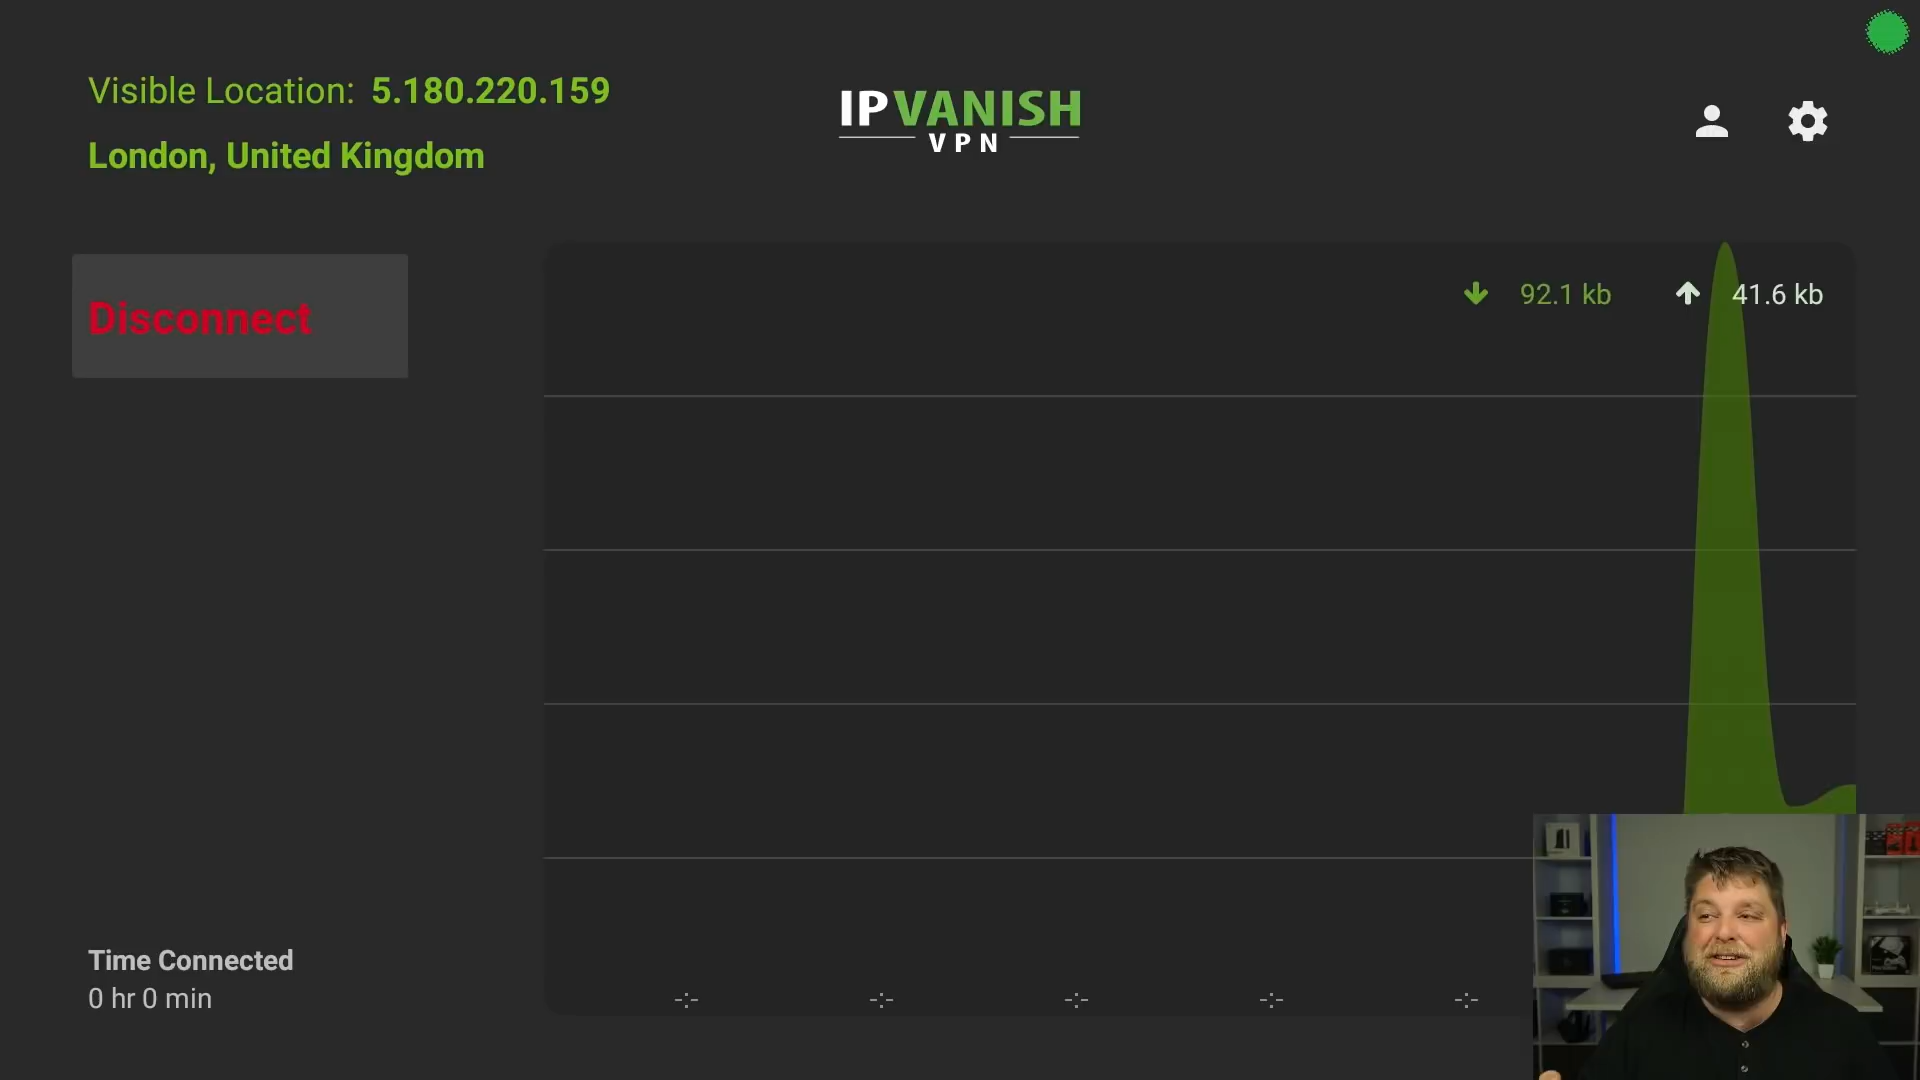 Visible Location: 5.180.220.159
London, United Kingdom
IPVANISH
VPN
Disconnect
92.1 kb
41.6 kb
Time Connected
0 hr 0 min
-:-
-:-
-:-
-:-
-:-